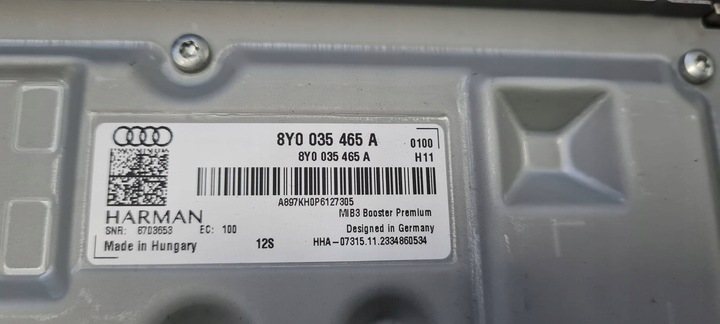 8Y0 035 465 A 0100
8Y0 035 465 A H11
A897KH0P6127305
HARMAN MIB3 Booster Premium
SNR: 6703653 EC: 100 Designed in Germany
Made in Hungary 12S HHA-07315.11.2334860534